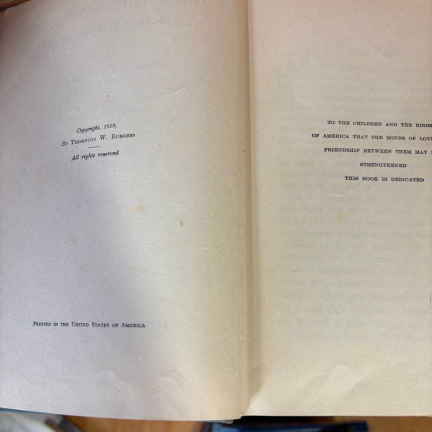 Copyright, 1919,
By Thornton W. Burgess
All rights reserved
Printed in the United States of America
TO THE CHILDREN AND THE BIRDS
OF AMERICA THAT THE BONDS OF LOVE
FRIENDSHIP BETWEEN THEM MAY
STRENGTHENED
THIS BOOK IS DEDICATED